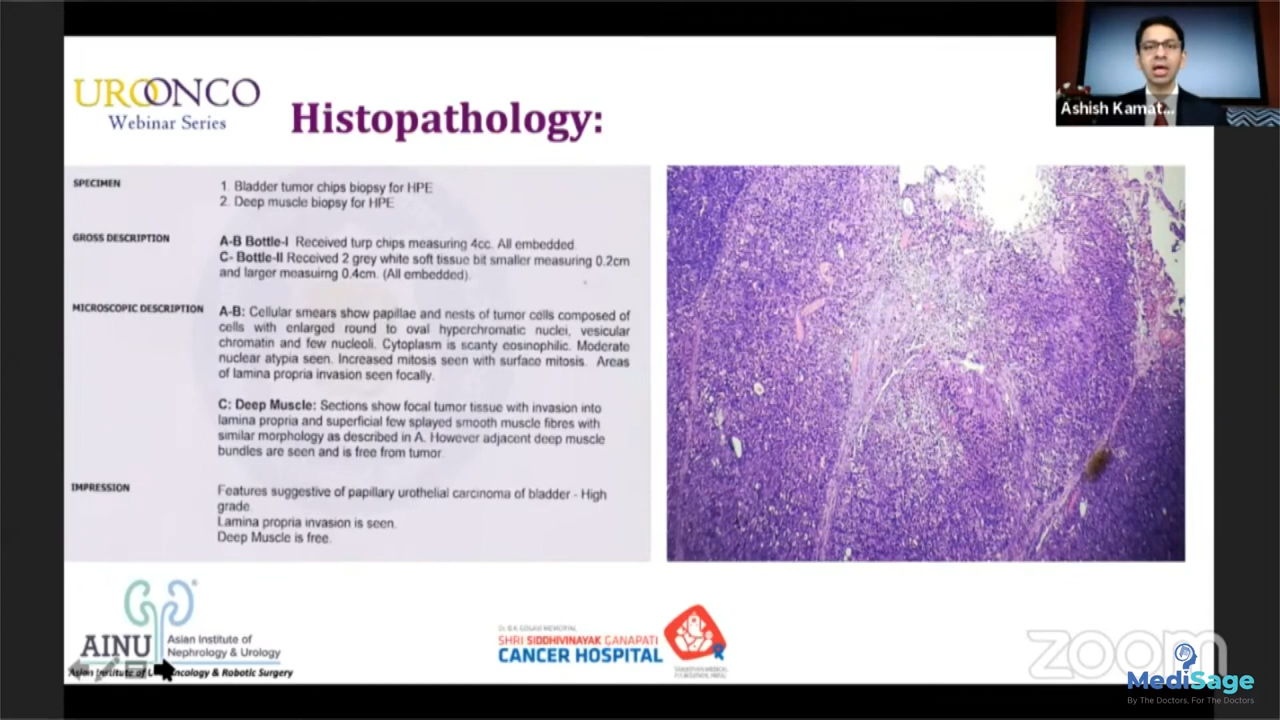 UROONCO
Webinar Series
Histopathology:
Ashish Kamat...
SPECIMEN
1. Bladder tumor chips biopsy for HPE
2. Deep muscle biopsy for HPE
GROSS DESCRIPTION
A-B Bottle-I Received turp chips measuring 4cc. All embedded
C- Bottle-II Received 2 grey white soft tissue bit smaller measuring 0.2cm
and larger measuirng 0.4cm. (All embedded).
MICROSCOPIC DESCRIPTION
A-B: Cellular smears show papillae and nests of tumor cells composed of
cells with enlarged round to oval hyperchromatic nuclei, vesicular
chromatin and few nucleoli. Cytoplasm is scanty eosinophilic. Moderate
nuclear atypia seen. Increased mitosis seen with surface mitosis. Areas
of lamina propria invasion seen focally.
C: Deep Muscle: Sections show focal tumor tissue with invasion into
lamina propria and superficial few splayed smooth muscle fibres with
similar morphology as described in A. However adjacent deep muscle
bundles are seen and is free from tumor
IMPRESSION
Features suggestive of papillary urothelial carcinoma of bladder - High
grade
Lamina propria invasion is seen.
Deep Muscle is free.
AINU
Asian Institute of
Nephrology & Urology
Asian Institute of Oncology & Robotic Surgery
SHRI SIDDHIVINAYAK GANAPATI
CANCER HOSPITAL
zoom
MediSage
By The Doctors, For The Doctors